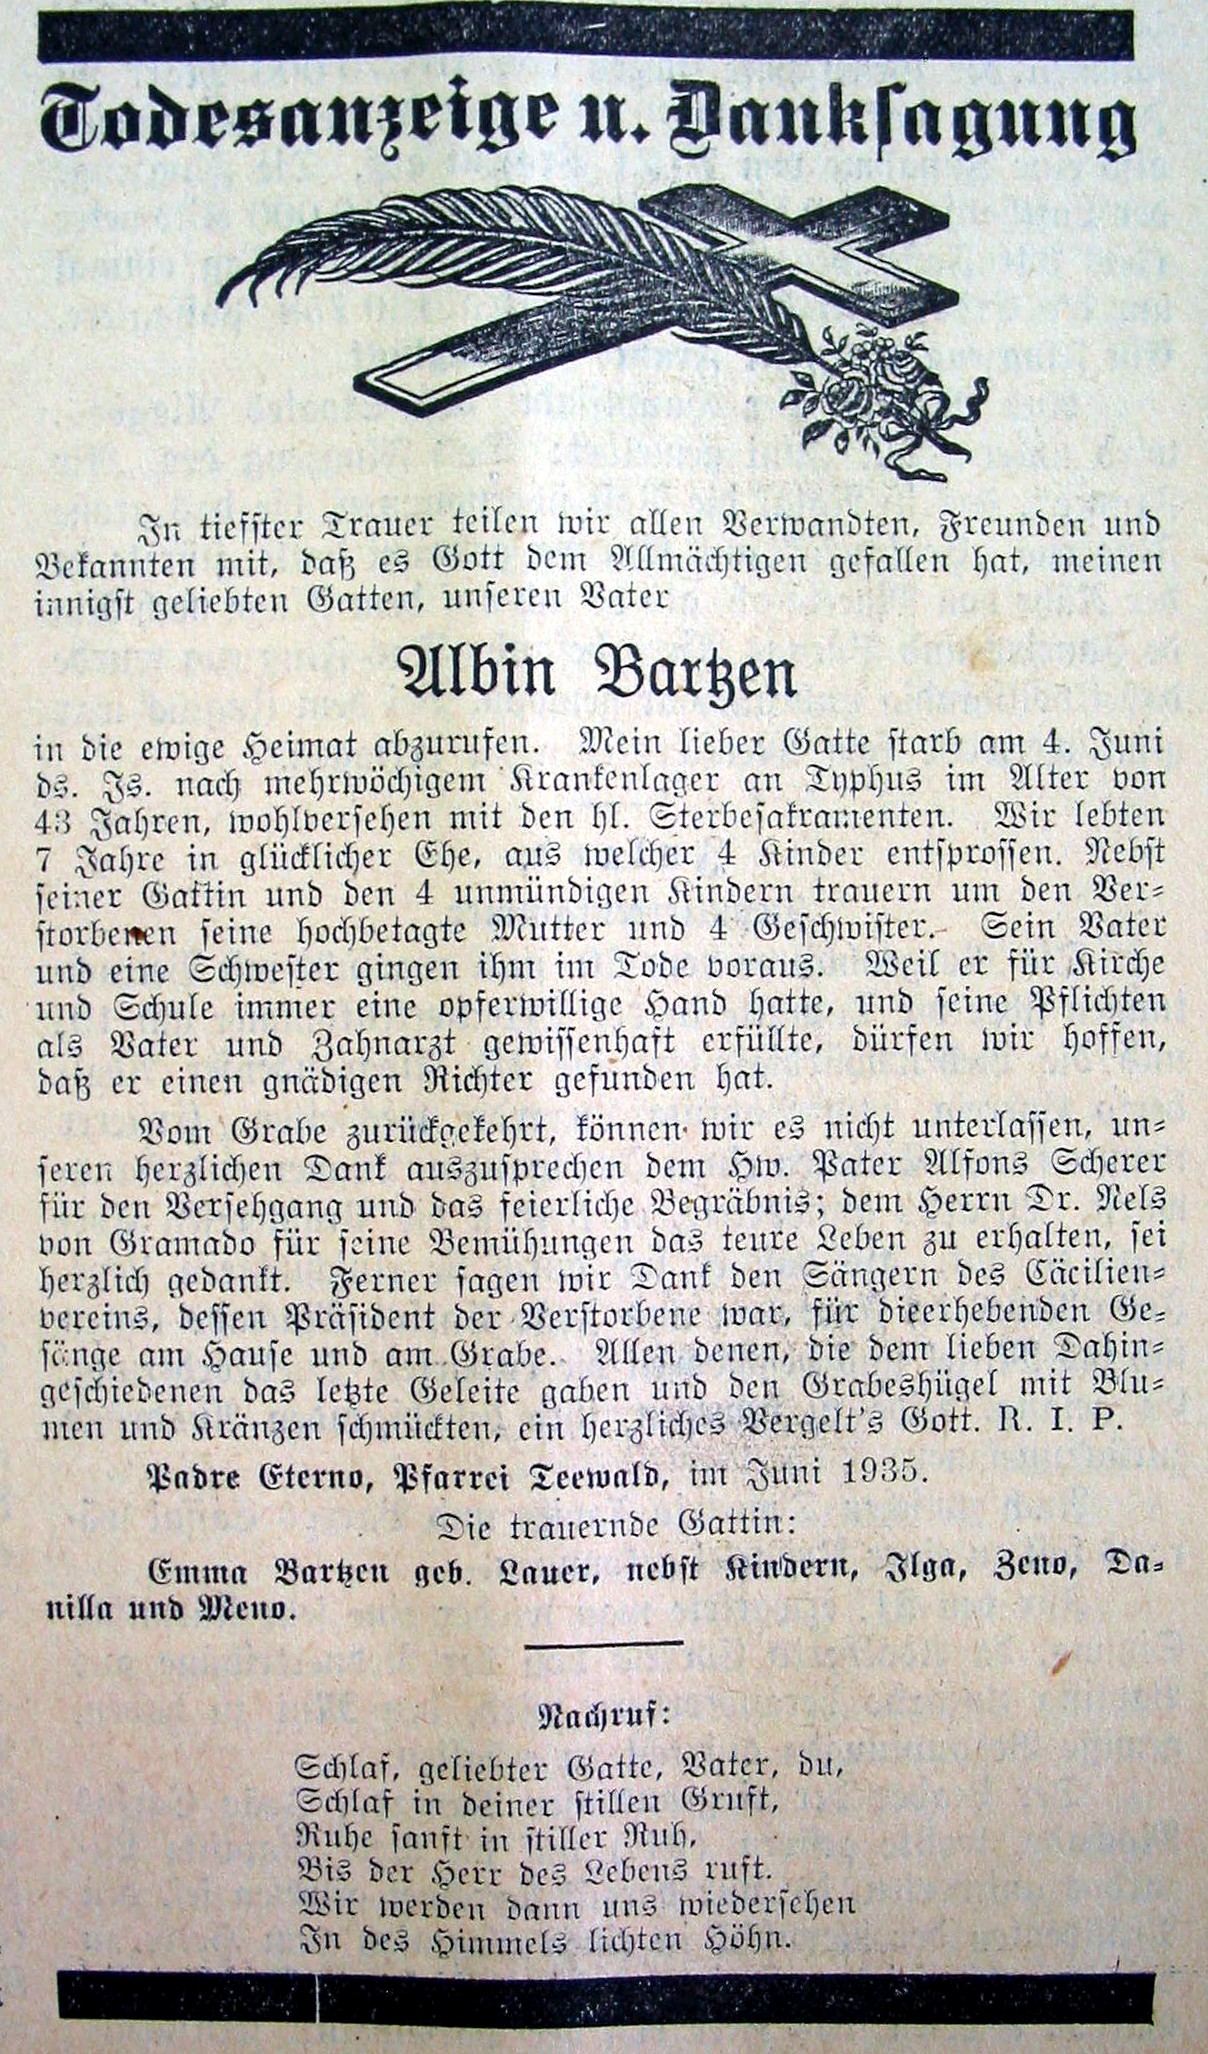 Todesanzeige u. Danksagung
In tiefster Trauer teilen wir allen Verwandten, Freunden und
Bekannten mit, daß es Gott dem Allmächtigen gefallen hat, meinen
innigst geliebten Gatten, unseren Vater
Albin Bartzen
in die ewige Heimat abzurufen. Mein lieber Gatte starb am 4. Juni
ds. Js. nach mehrwöchigem Krankenlager an Typhus im Alter von
43 Jahren, wohlversehen mit den hl. Sterbesakramenten. Wir lebten
7 Jahre in glücklicher Ehe, aus welcher 4 Kinder entsprossen. Nebst
seiner Gattin und den 4 unmündigen Kindern trauern um den Ver-
storbenen seine hochbetagte Mutter und 4 Geschwister. Sein Vater
und eine Schwester gingen ihm im Tode voraus. Weil er für Kirche
und Schule immer eine opferwillige Hand hatte, und seine Pflichten
als Vater und Zahnarzt gewissenhaft erfüllte, dürfen wir hoffen,
daß er einen gnädigen Richter gefunden hat.
Vom Grabe zurückgekehrt, können wir es nicht unterlassen, un-
seren herzlichen Dank auszusprechen dem Hw. Pater Alfons Scherer
für den Versehgang und das feierliche Begräbnis; dem Herrn Dr. Nels
von Gramado für seine Bemühungen das teure Leben zu erhalten, sei
herzlich gedankt. Ferner sagen wir Dank den Sängern des Cäcilien-
vereins, dessen Präsident der Verstorbene war, für dieerhebenden Ge-
sänge am Hause und am Grabe. Allen denen, die dem lieben Dahin-
geschiedenen das letzte Geleite gaben und den Grabeshügel mit Blu-
men und Kränzen schmückten, ein herzliches Vergelt's Gott. R. I. P.
Padre Eterno, Pfarrei Teewald, im Juni 1935.
Die trauernde Gattin:
Emma Bartzen geb. Lauer, nebst Kindern, Ilga, Zeno, Da-
nilla und Meno.
Nachruf:
Schlaf, geliebter Gatte, Vater, du,
Schlaf in deiner stillen Gruft,
Ruhe sanft in stiller Ruh,
Bis der Herr des Lebens ruft.
Wir werden dann uns wiedersehen
In des Himmels lichten Höhn.